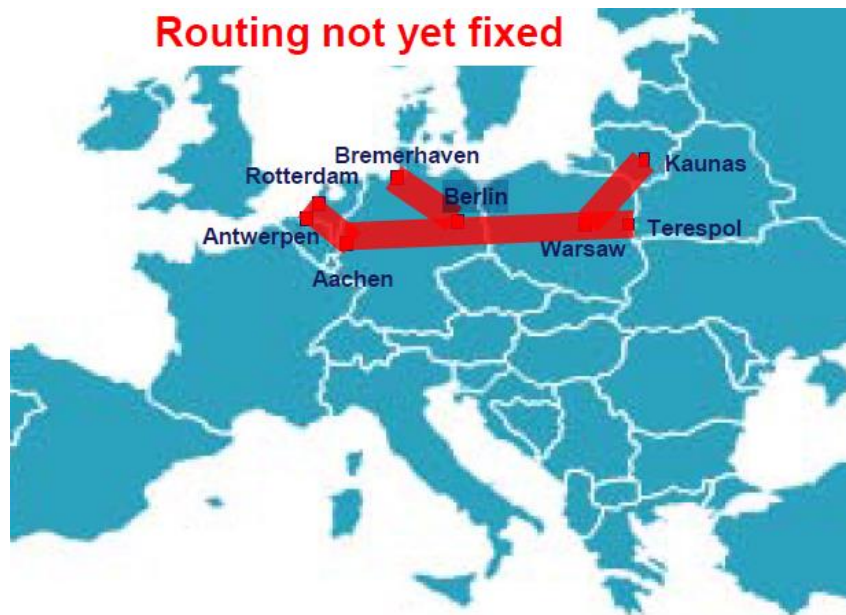 Routing not yet fixed
Bremerhaven
Kaunas
Rotterdam
Berlin
Antwerpen
Terespol
Warsaw
Aachen